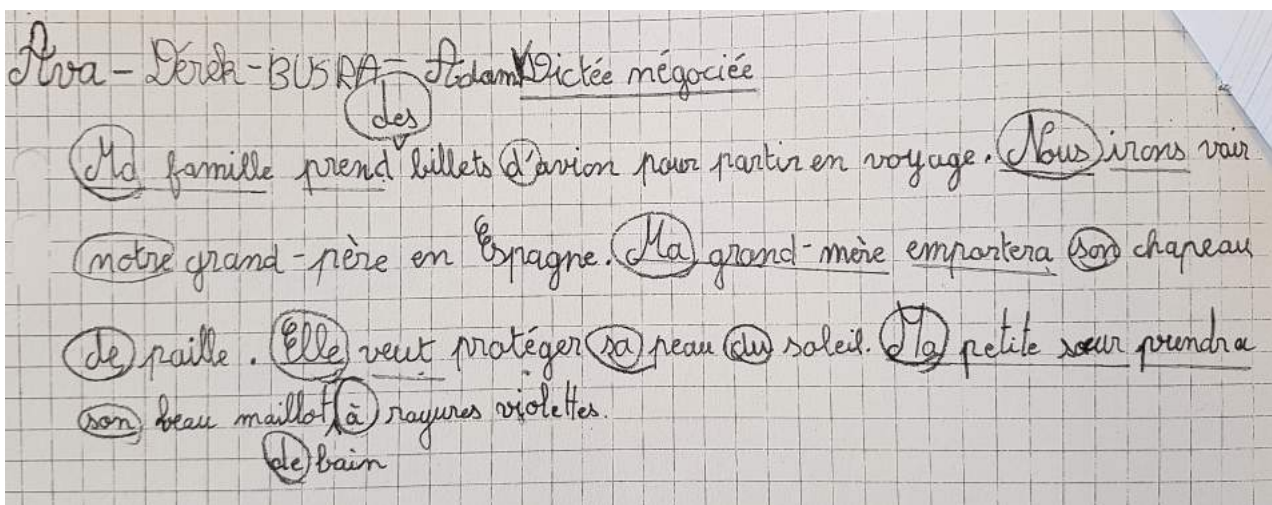 Ava - Dérek - BUSRA - Adam Dictée négociée
des
Ma famille prend billets d'avion pour partir en voyage. Nous irons voir
notre grand-père en Espagne. Ma grand-mère emportera son chapeau
de paille. Elle veut protéger sa peau du soleil. Ma petite sœur prendra
son beau maillot à rayures violettes.
de bain